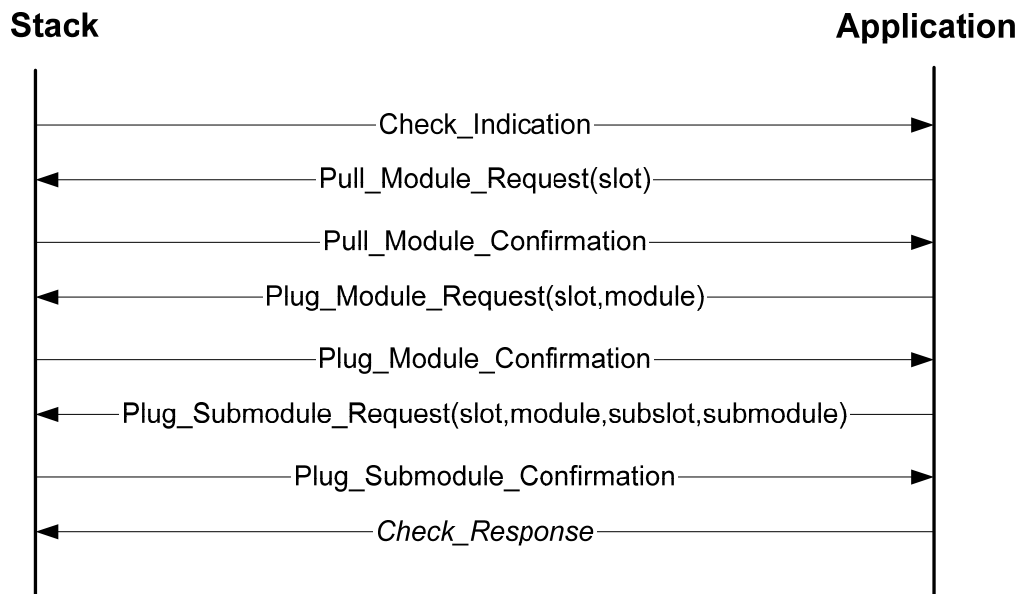 Stack
Application
Check_Indication
Pull_Module_Request(slot)
Pull_Module_Confirmation
Plug_Module_Request(slot,module)
Plug_Module_Confirmation
Plug_Submodule_Request(slot,module,subslot,submodule)
Plug_Submodule_Confirmation
Check_Response